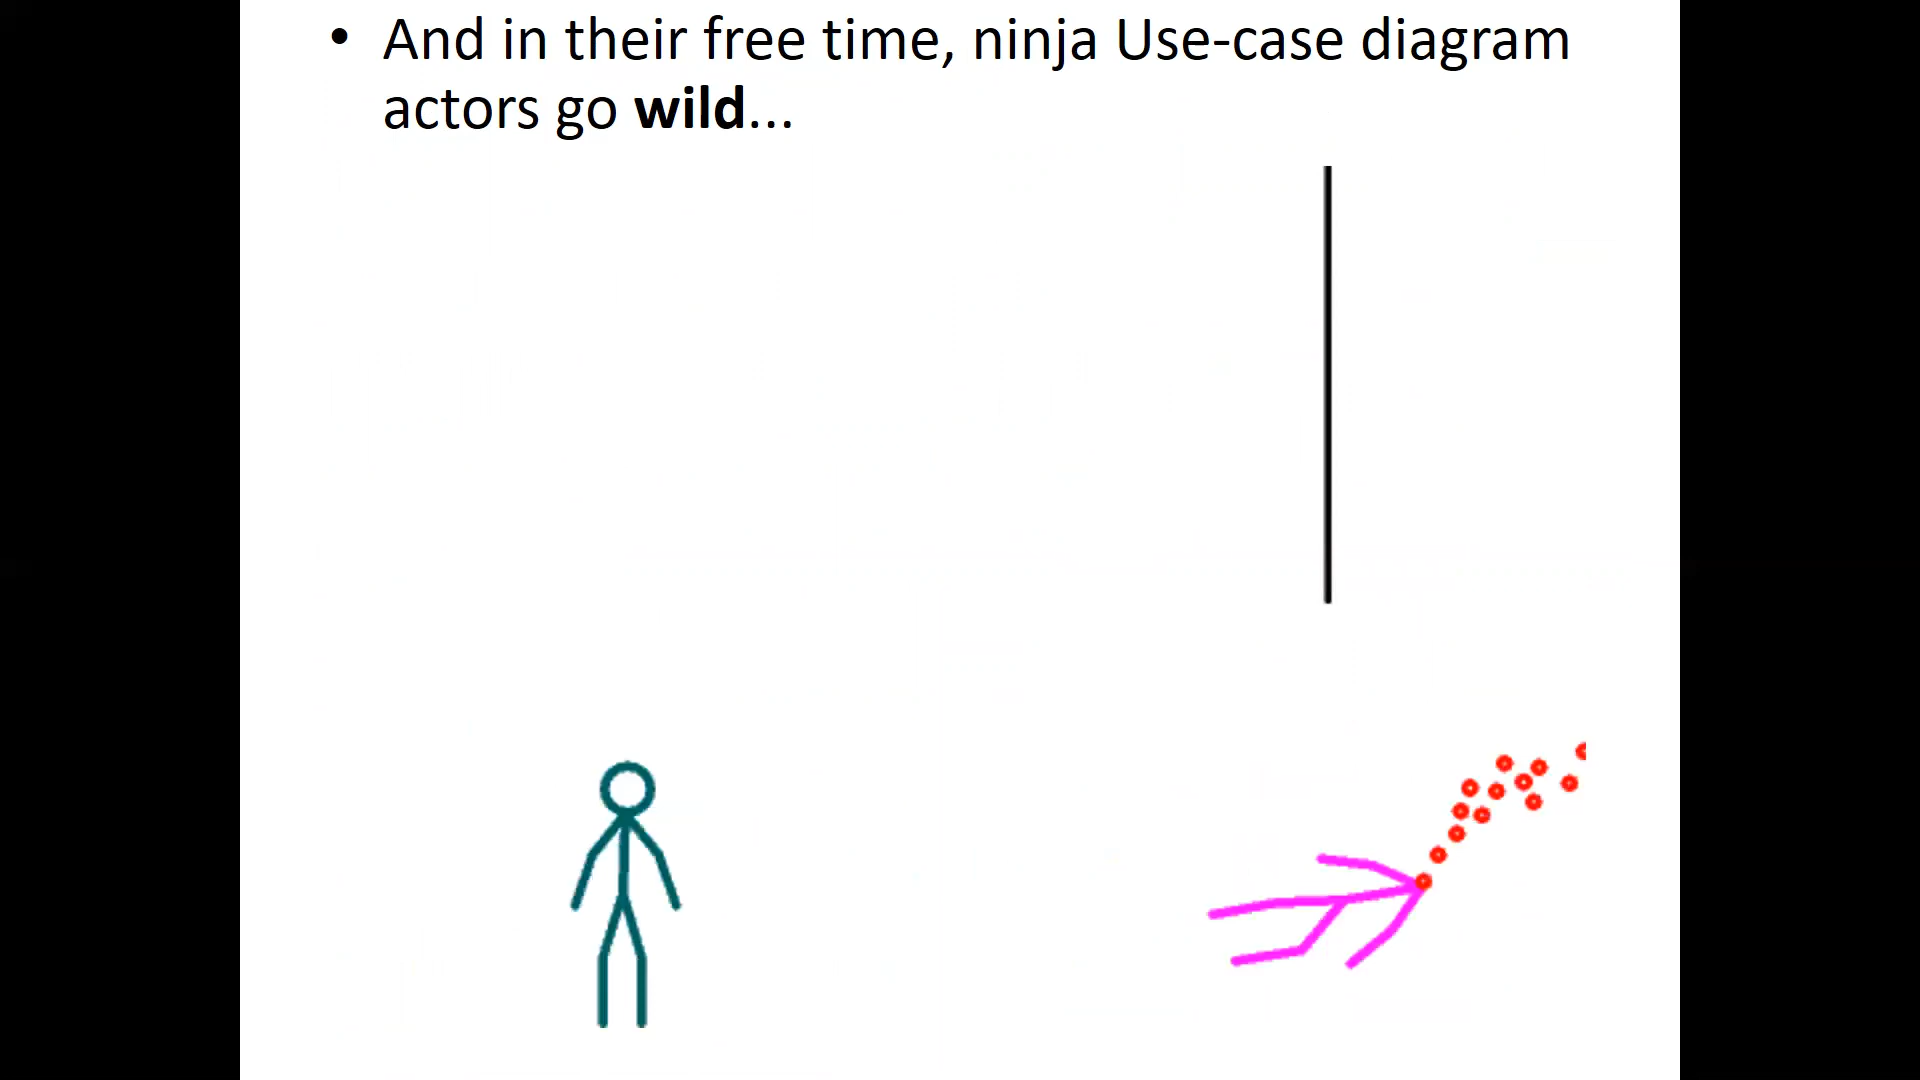 • And in their free time, ninja Use-case diagram
actors go wild...